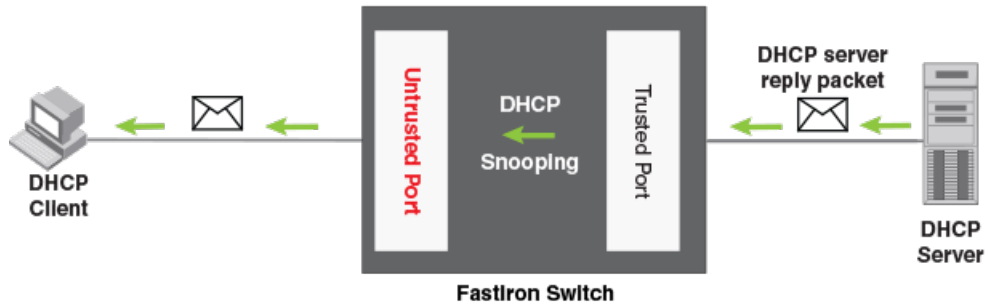 DHCP
Client
Untrusted Port
DHCP
Snooping
Trusted Port
DHCP server
reply packet
DHCP
Server
FastIron Switch